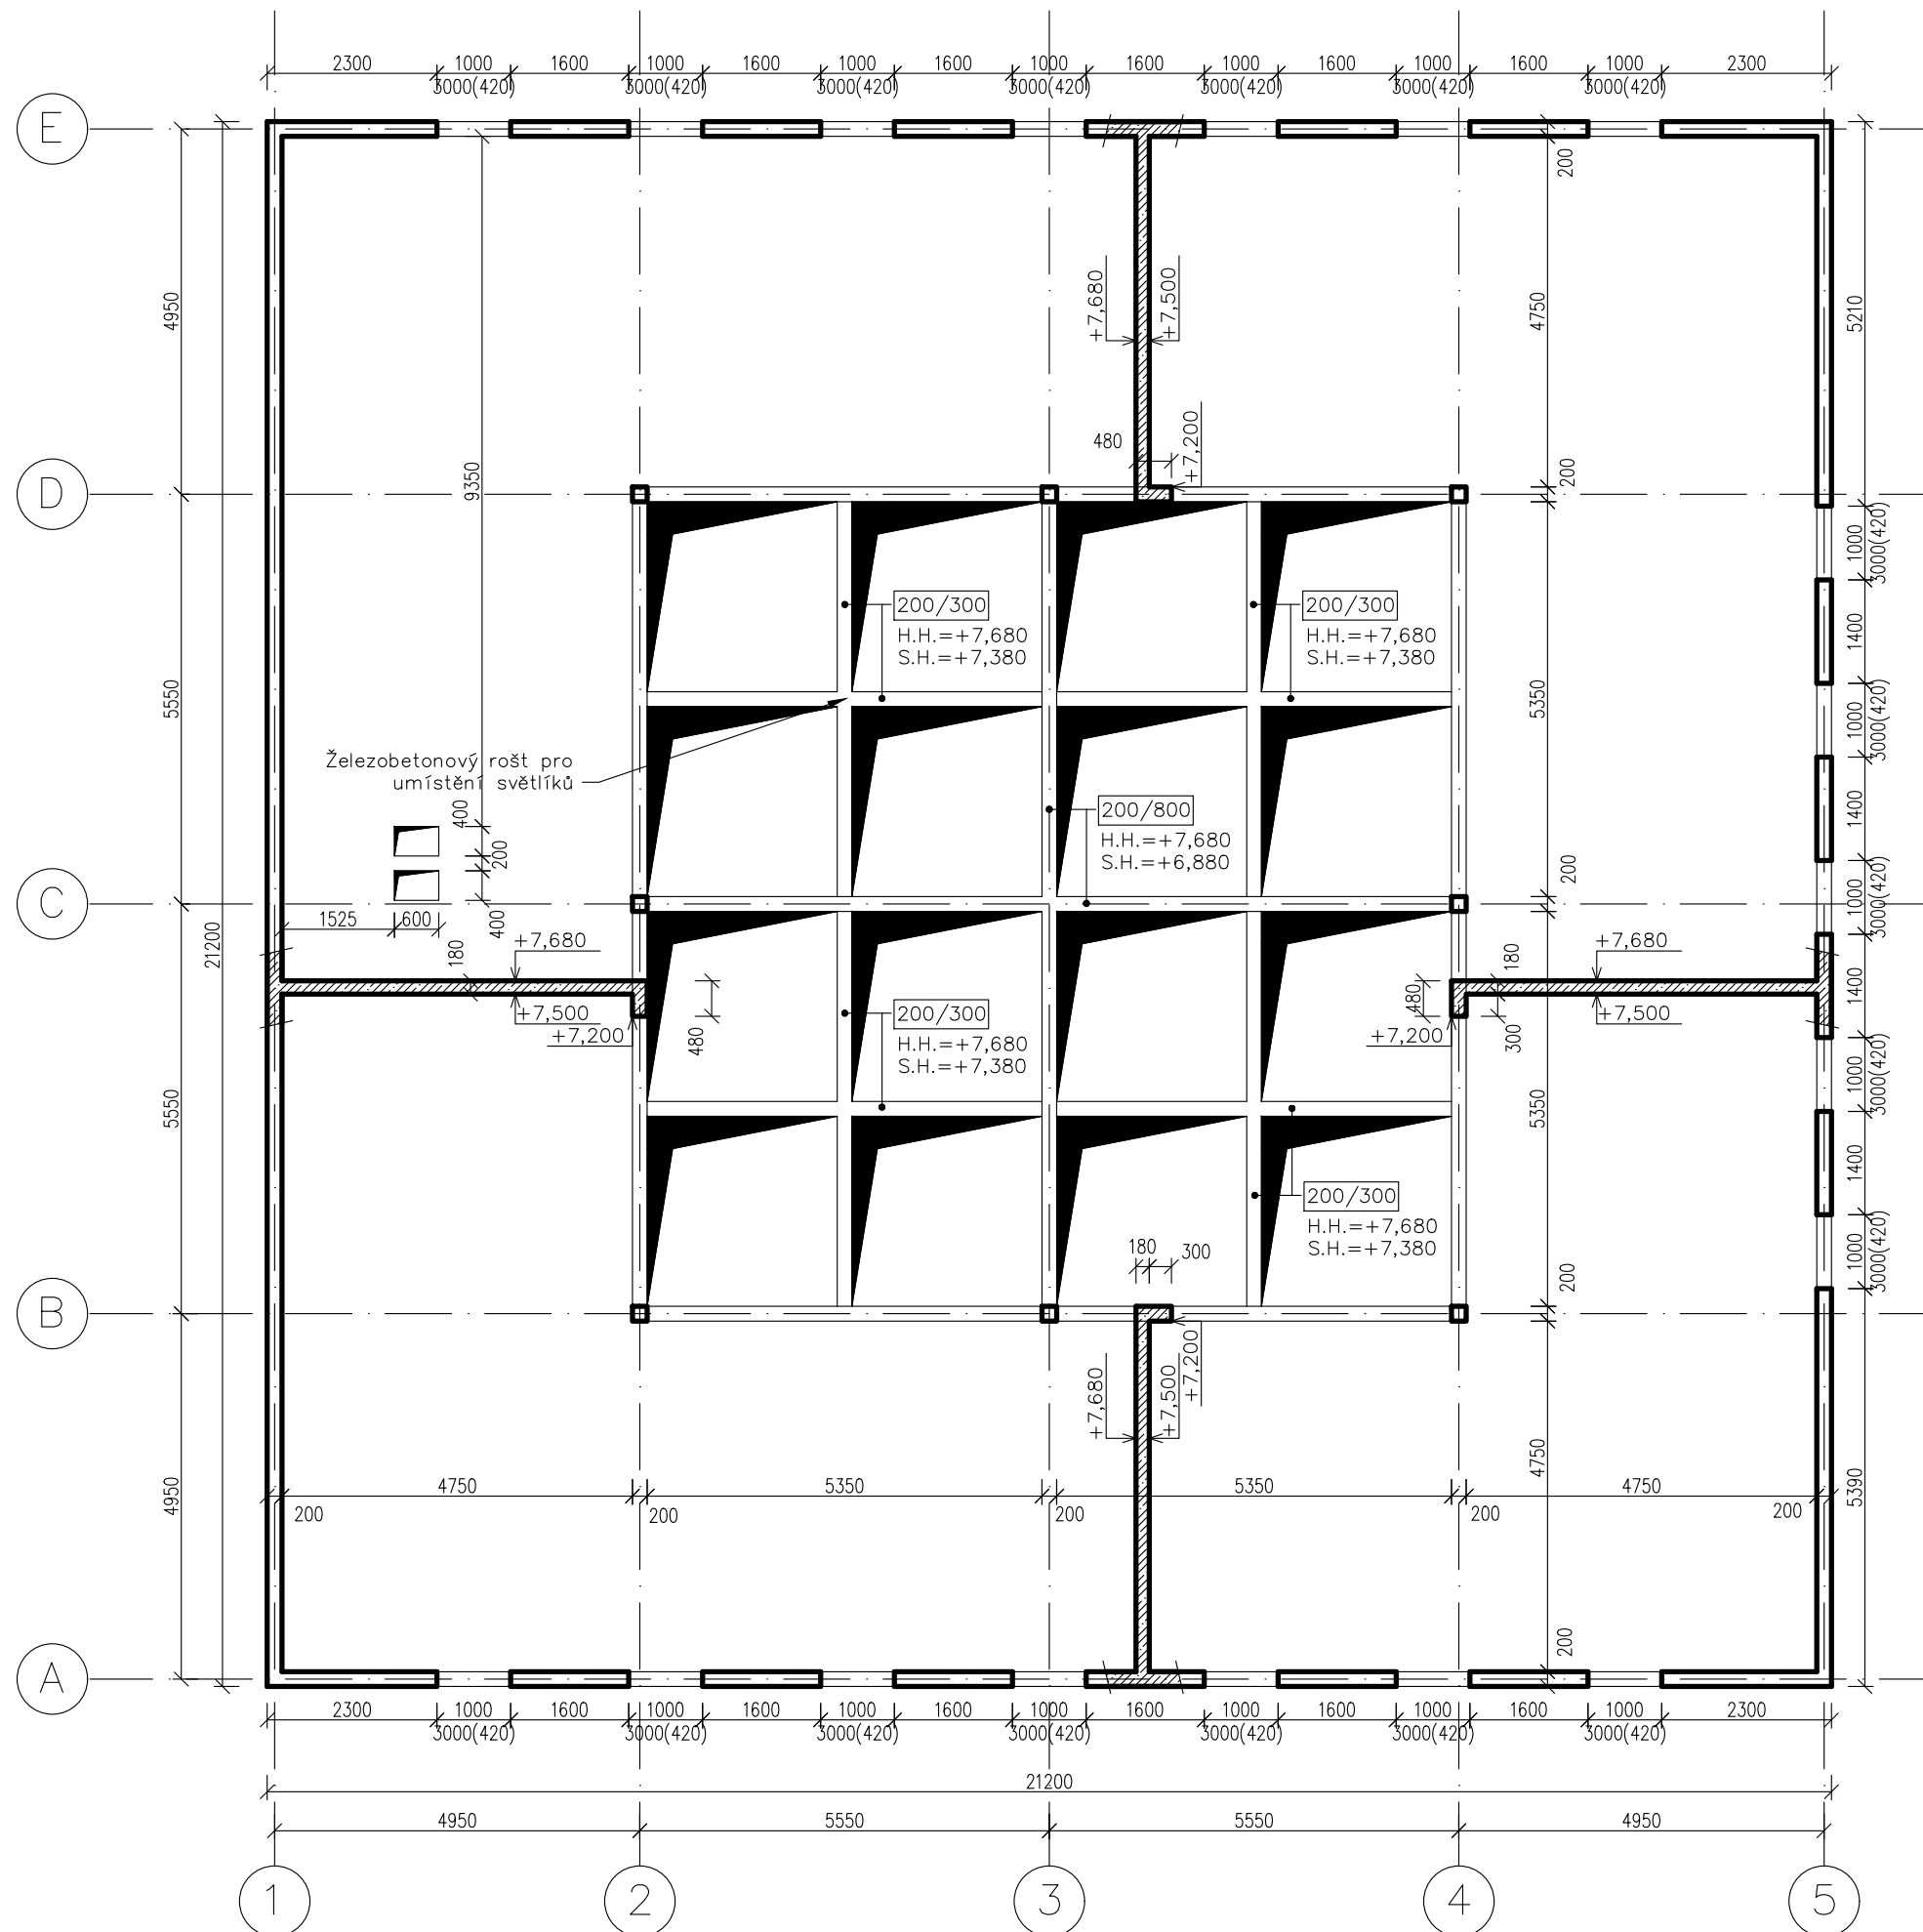 2300 1000 1600 1000 1600 1000 1600 1000 1600 1000 1600 1000 1600 1000 2300
3000(420) 3000(420) 3000(420) 3000(420) 3000(420) 3000(420) 3000(420)
E
200
4950
+7,680
+7,500
4750
5210
480
+7,200
9350
200
D
1000
3000(420)
200/300
H.H.=+7,680
S.H.=+7,380
200/300
H.H.=+7,680
S.H.=+7,380
1400
5550
5350
1000
3000(420)
Železobetonový rošt pro
umístění světlíků
400
200
400
200/800
H.H.=+7,680
S.H.=+6,880
1400
200
C
1000
3000(420)
1525
600
21200
180
+7,680
+7,500
+7,200
480
480
+7,200
180
300
+7,680
+7,500
1400
200/300
H.H.=+7,680
S.H.=+7,380
1000
3000(420)
5550
5350
1400
200/300
H.H.=+7,680
S.H.=+7,380
180
300
1000
3000(420)
200
B
+7,680
+7,500
+7,200
4950
4750
5390
4750 5350 5350 4750
200 200 200 200 200
200
A
2300 1000 1600 1000 1600 1000 1600 1000 1600 1000 1600 1000 1600 1000 2300
3000(420) 3000(420) 3000(420) 3000(420) 3000(420) 3000(420) 3000(420)
21200
4950 5550 5550 4950
1 2 3 4 5